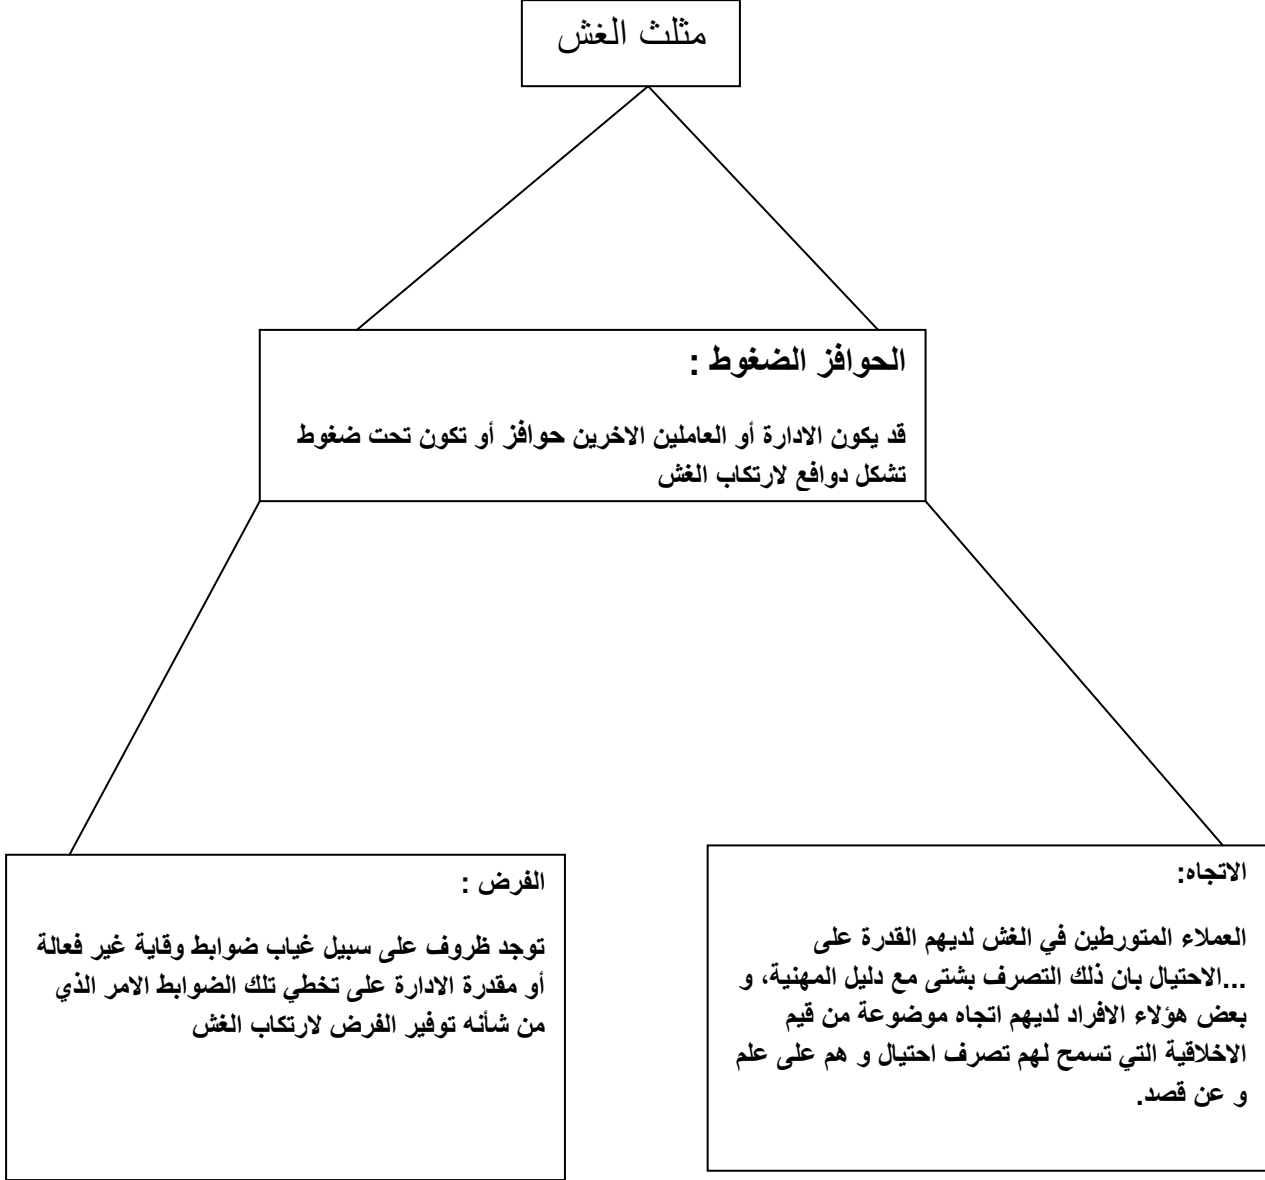 مثلث الغش
الحوافز الضغوط :
قد يكون الادارة أو العاملين الاخرين حوافز أو تكون تحت ضغوط
تشكل دوافع لارتكاب الغش
الاتجاه:
العملاء المتورطين في الغش لديهم القدرة على
...الاحتيال بان ذلك التصرف بشتى مع دليل المهنية، و
بعض هؤلاء الافراد لديهم اتجاه موضوعة من قيم
الاخلاقية التي تسمح لهم تصرف احتيال و هم على علم
و عن قصد.
الفرض :
توجد ظروف على سبيل غياب ضوابط وقاية غير فعالة
أو مقدرة الادارة على تخطي تلك الضوابط الامر الذي
من شأنه توفير الفرض لارتكاب الغش